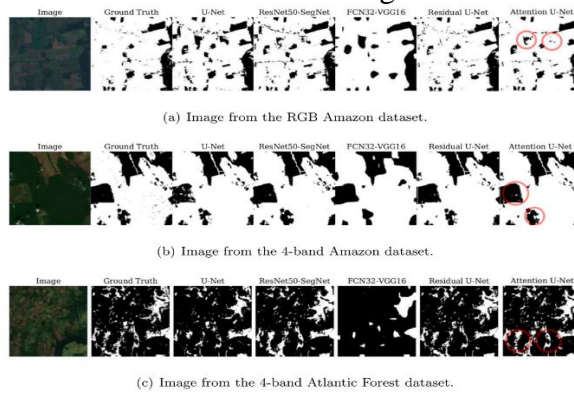 Image Ground Truth U-Net ResNet50-SegNet FCN32-VGG16 Residual U-Net Attention U-Net
(a) Image from the RGB Amazon dataset.
Image Ground Truth U-Net ResNet50-SegNet FCN32-VGG16 Residual U-Net Attention U-Net
(b) Image from the 4-band Amazon dataset.
Image Ground Truth U-Net ResNet50-SegNet FCN32-VGG16 Residual U-Net Attention U-Net
(c) Image from the 4-band Atlantic Forest dataset.